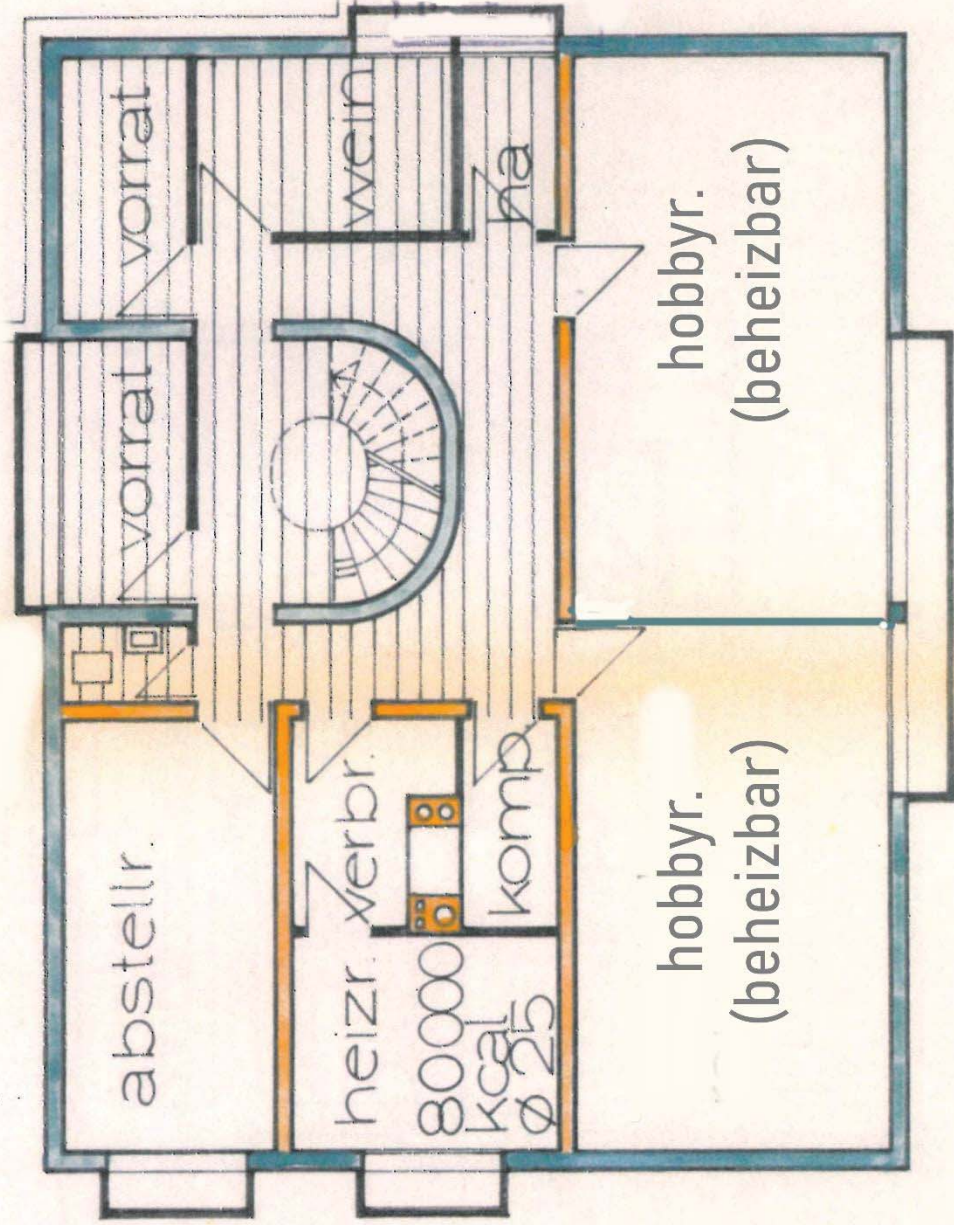 abstellr.
vorrat
vorrat
heizr.
80000
kcal
ø 25
verbr.
komp
wein
ha
hobbyr.
(beheizbar)
hobbyr.
(beheizbar)